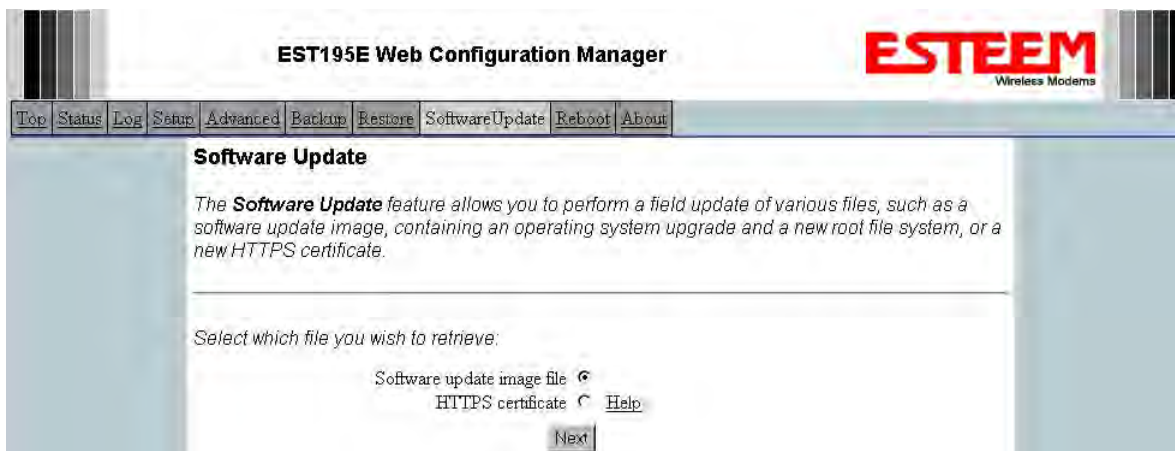 EST195E Web Configuration Manager
ESTEEM
Wireless Modems
Top Status Log Setup Advanced Backup Restore SoftwareUpdate Reboot About
Software Update
The Software Update feature allows you to perform a field update of various files, such as a
software update image, containing an operating system upgrade and a new root file system, or a
new HTTPS certificate.
Select which file you wish to retrieve:
Software update image file
HTTPS certificate Help
Next